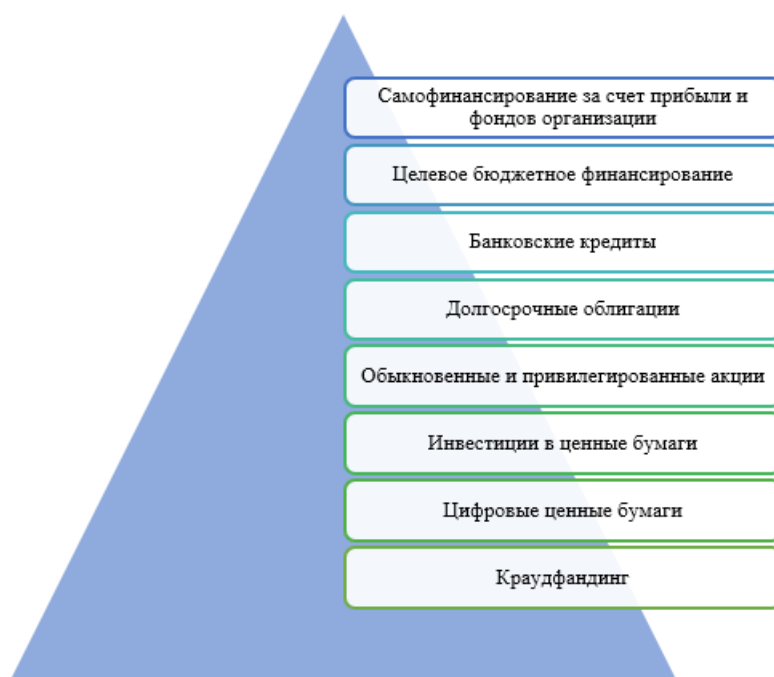 Самофинансирование за счет прибыли и
фондов организации
Целевое бюджетное финансирование
Банковские кредиты
Долгосрочные облигации
Обыкновенные и привилегированные акции
Инвестиции в ценные бумаги
Цифровые ценные бумаги
Краудфандинг